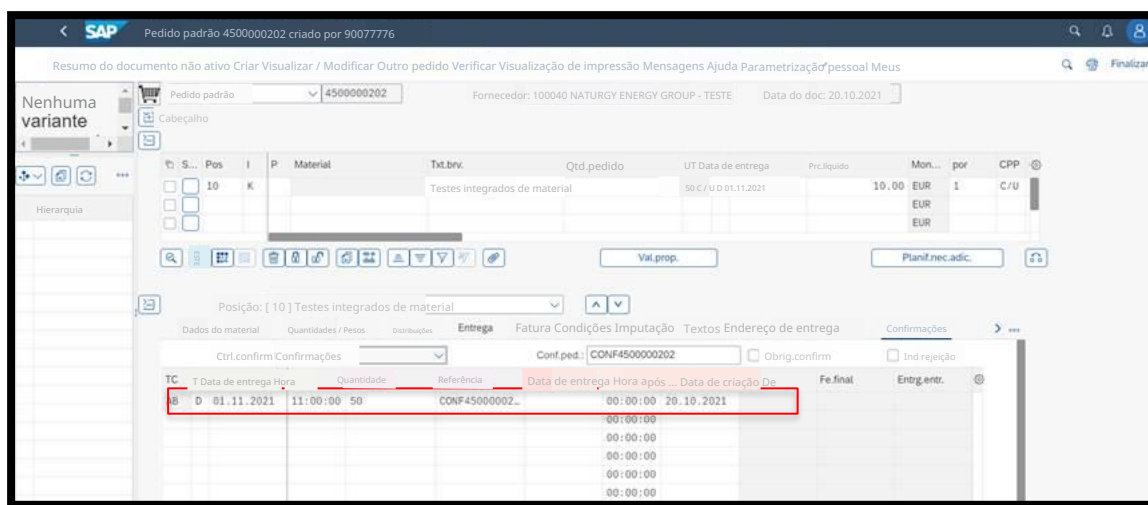 SAP Pedido padrão 4500000202 criado por 90077776
Resumo do documento não ativo Criar Visualizar / Modificar Outro pedido Verificar Visualização de impressão Mensagens Ajuda Parametrização pessoal Meus Finalizar
Nenhuma variante
Pedido padrão 4500000202 Fornecedor: 100040 NATURGY ENERGY GROUP - TESTE Data do doc: 20.10.2021
Cabeçalho
S... Pos I P Material Txt.brv. Qtd.pedido UT Data de entrega Prc.líquido Mon... por CPP
10 K Testes integrados de material 50 C / U D 01.11.2021 10.00 EUR 1 C/U
Hierarquia
EUR
EUR
Val.prop. Planif.nec.adic.
Posição: [ 10 ] Testes integrados de material
Dados do material Quantidades / Pesos Distribuições Entrega Fatura Condições Imputação Textos Endereço de entrega Confirmações
Ctrl.confirm Confirmações Conf.ped.: CONF4500000202 Obrig.confirm Ind rejeição
TC T Data de entrega Hora Quantidade Referência Data de entrega Hora após ... Data de criação De Fe.final Entrg.entr.
AB D 01.11.2021 11:00:00 50 CONF45000002... 00:00:00 20.10.2021
00:00:00
00:00:00
00:00:00
00:00:00
00:00:00